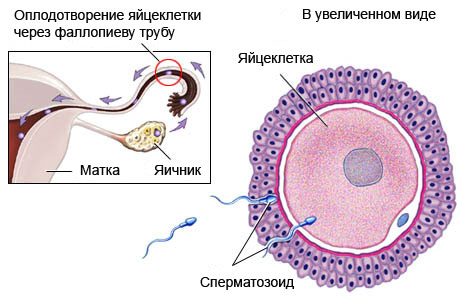 Оплодотворение яйцеклетки
через фаллопиеву трубу
В увеличенном виде
Яйцеклетка
Матка
Яичник
Сперматозоид